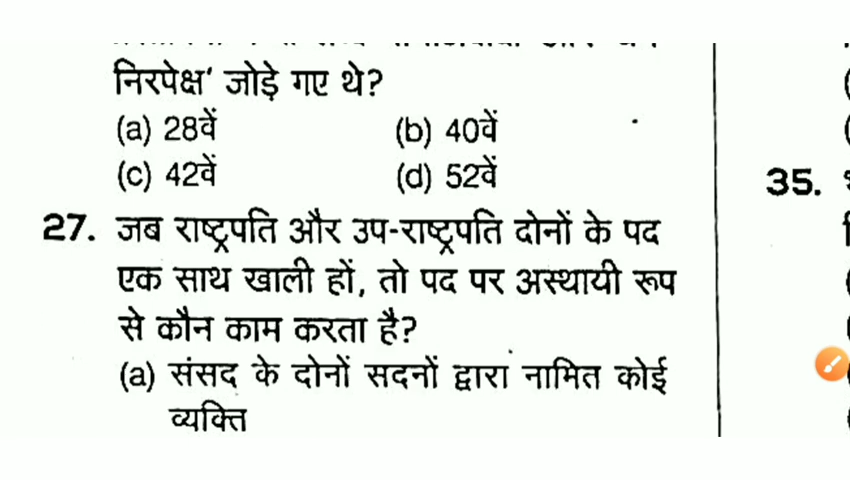 निरपेक्ष' जोड़े गए थे?
(a) 28वें (b) 40वें
(c) 42वें (d) 52वें
27. जब राष्ट्रपति और उप-राष्ट्रपति दोनों के पद
एक साथ खाली हों, तो पद पर अस्थायी रूप
से कौन काम करता है?
(a) संसद के दोनों सदनों द्वारा नामित कोई
व्यक्ति
35.